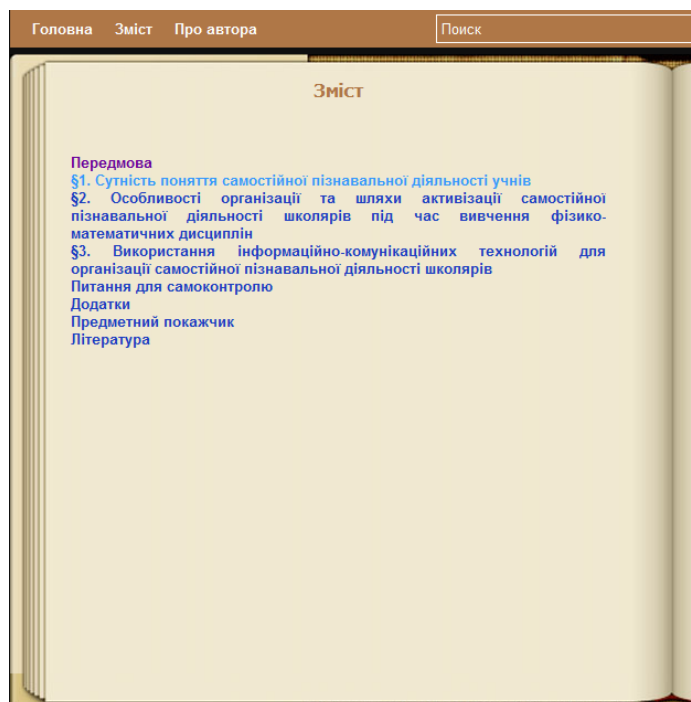 Головна Зміст Про автора Поиск
Зміст
Передмова
§1. Сутність поняття самостійної пізнавальної діяльності учнів
§2. Особливості організації та шляхи активізації самостійної
пізнавальної діяльності школярів під час вивчення фізико-
математичних дисциплін
§3. Використання інформаційно-комунікаційних технологій для
організації самостійної пізнавальної діяльності школярів
Питання для самоконтролю
Додатки
Предметний покажчик
Література